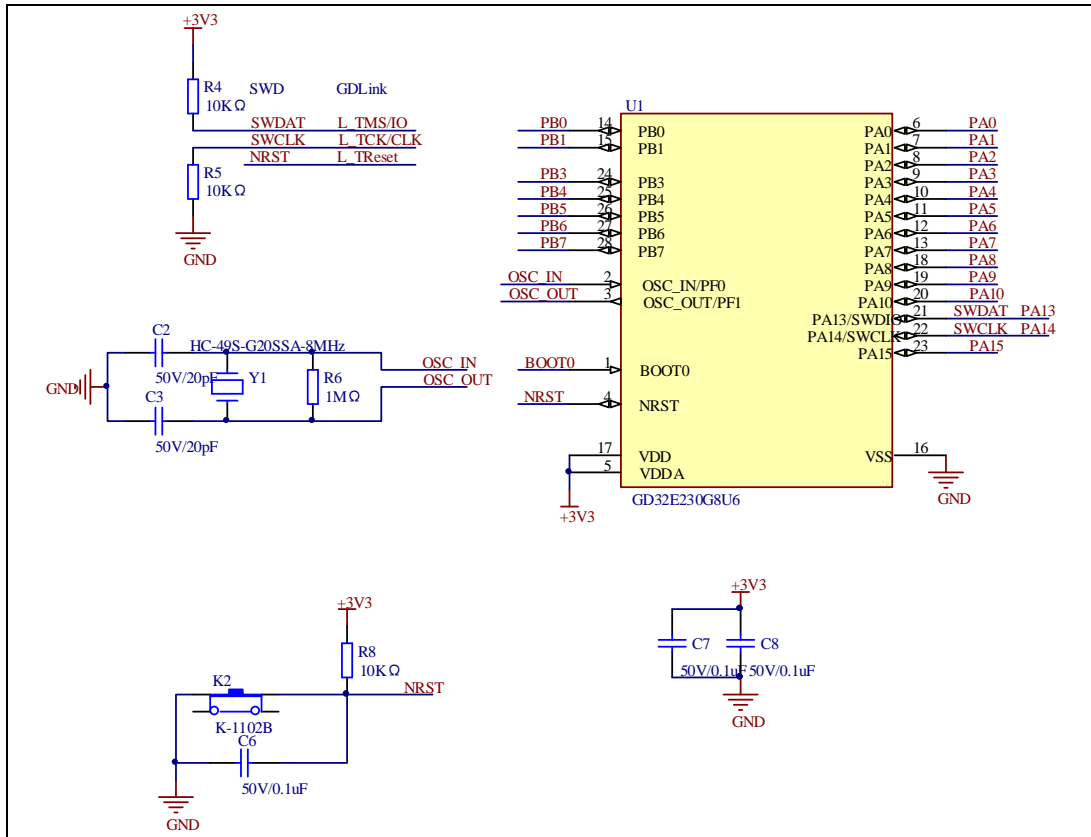 +3V3
R4
10KΩ
SWD GDLink
SWDAT L_TMS/IO
SWCLK L_TCK/CLK
NRST L_TReset
R5
10KΩ
GND
U1
PB0 14 PB0 PA0 6 PA0
PB1 15 PB1 PA1 7 PA1
PA2 8 PA2
PB3 24 PB3 PA3 9 PA3
PB4 25 PB4 PA4 10 PA4
PB5 26 PB5 PA5 11 PA5
PB6 27 PB6 PA6 12 PA6
PB7 28 PB7 PA7 13 PA7
PA8 18 PA8
OSC_IN 2 OSC_IN/PF0 PA9 19 PA9
OSC_OUT 3 OSC_OUT/PF1 PA10 20 PA10
PA13/SWDIO 21 SWDAT PA13
PA14/SWCLK 22 SWCLK PA14
PA15 23 PA15
BOOT0 1 BOOT0
NRST 4 NRST
17 VDD VSS 16
5 VDDA
GND
+3V3
GD32E230G8U6
C2
HC-49S-G20SSA-8MHz
50V/20pF
Y1
R6
1MΩ
OSC_IN
OSC_OUT
GND
C3
50V/20pF
+3V3
R8
10KΩ
K2
NRST
K-1102B
C6
50V/0.1uF
GND
+3V3
C7 C8
50V/0.1uF 50V/0.1uF
GND